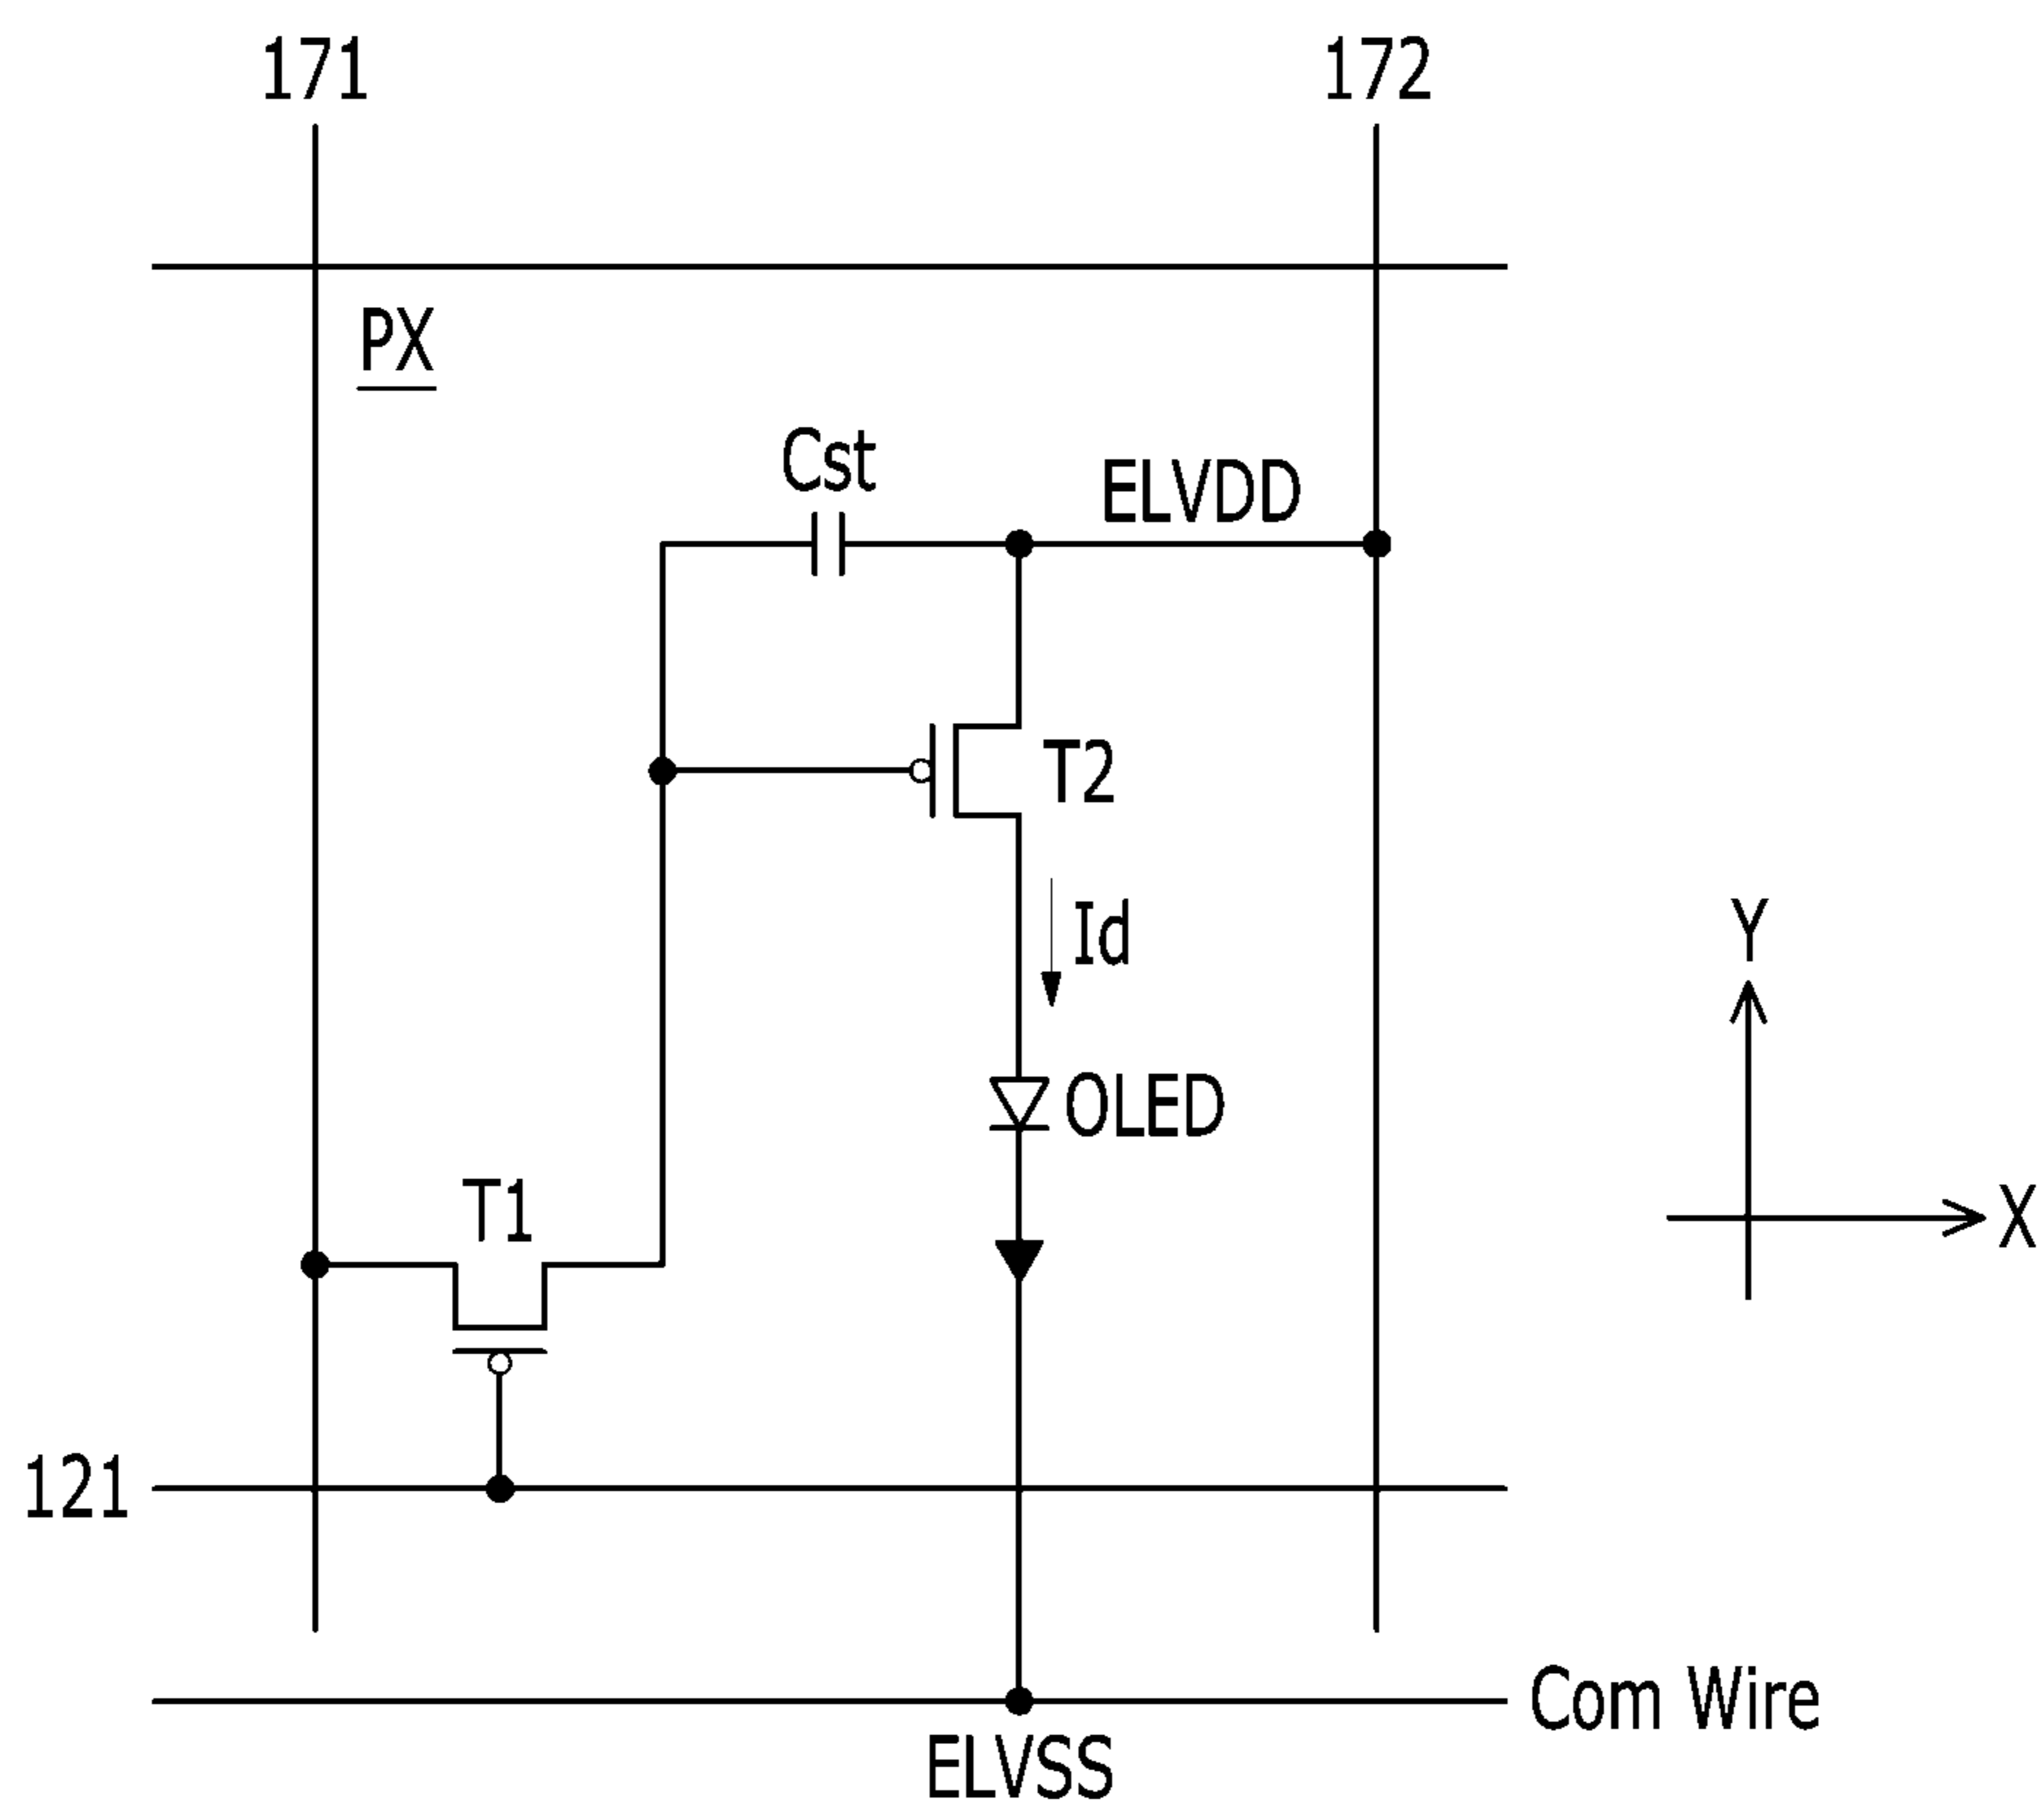 171
172
PX
Cst
ELVDD
T2
Id
Y
OLED
T1
X
121
Com Wire
ELVSS